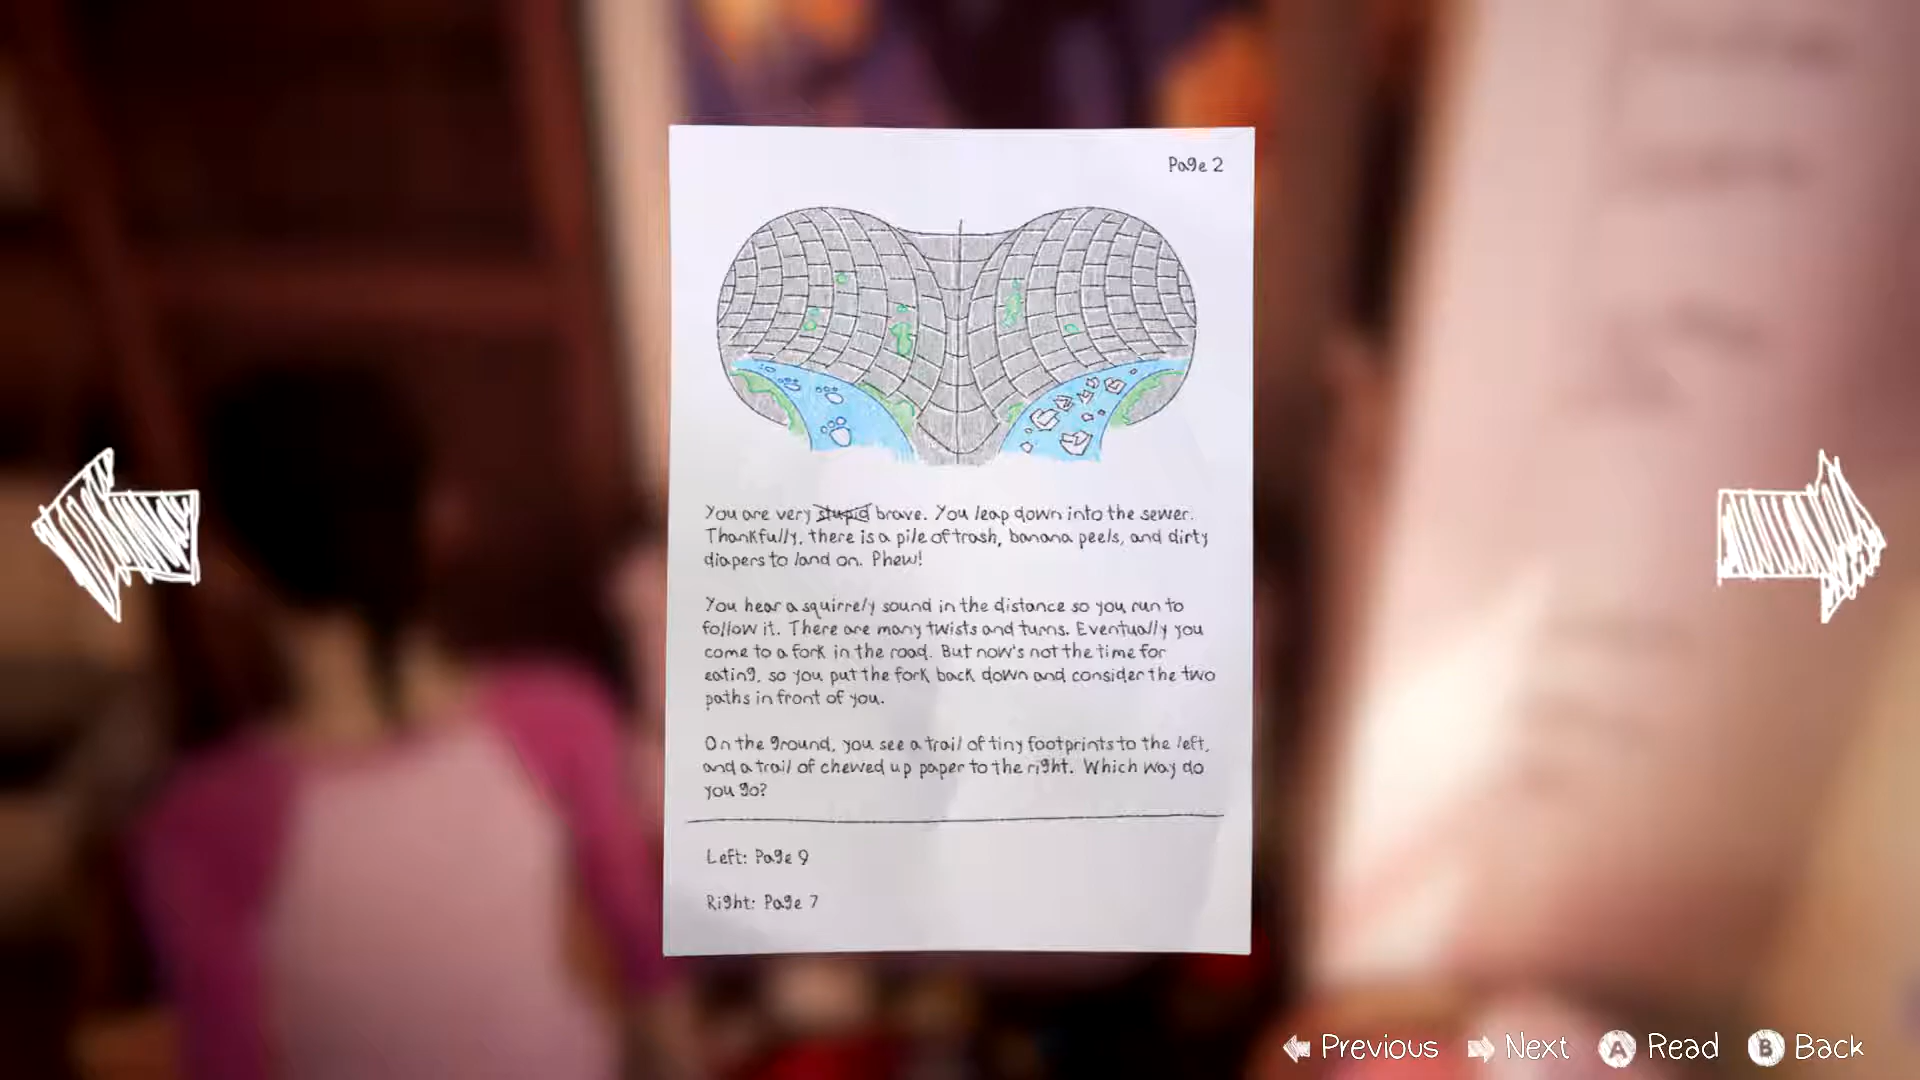 Page 2
You are very stupid brave. You leap down into the sewer.
Thankfully, there is a pile of trash, banana peels, and dirty
diapers to land on. Phew!
You hear a squirrely sound in the distance so you run to
follow it. There are many twists and turns. Eventually you
come to a fork in the road. But now's not the time for
eating, so you put the fork back down and consider the two
paths in front of you.
On the ground, you see a trail of tiny footprints to the left,
and a trail of chewed up paper to the right. Which way do
you go?
Left: Page 9
Right: Page 7
Previous Next A Read B Back